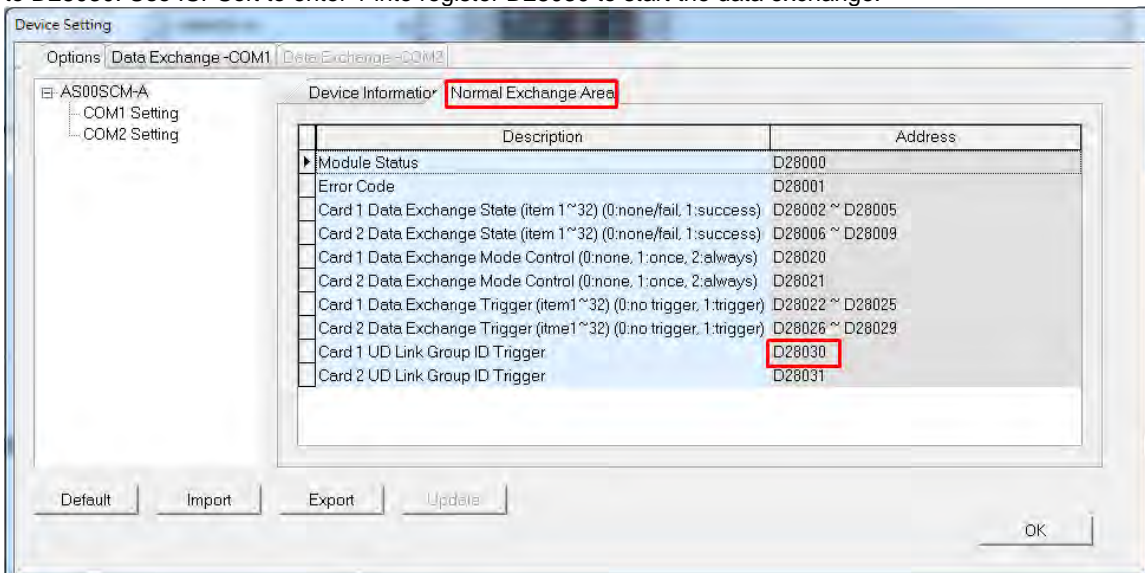 Device Setting
Options Data Exchange -COM1 Data Exchange -COM2
AS00SCM-A
COM1 Setting
COM2 Setting
Device Information Normal Exchange Area
Description Address
Module Status D28000
Error Code D28001
Card 1 Data Exchange State (item 1~32) (0:none/fail, 1:success) D28002 ~ D28005
Card 2 Data Exchange State (item 1~32) (0:none/fail, 1:success) D28006 ~ D28009
Card 1 Data Exchange Mode Control (0:none, 1:once, 2:always) D28020
Card 2 Data Exchange Mode Control (0:none, 1:once, 2:always) D28021
Card 1 Data Exchange Trigger (item1~32) (0:no trigger, 1:trigger) D28022 ~ D28025
Card 2 Data Exchange Trigger (itme1~32) (0:no trigger, 1:trigger) D28026 ~ D28029
Card 1 UD Link Group ID Trigger D28030
Card 2 UD Link Group ID Trigger D28031
Default Import Export Update
OK